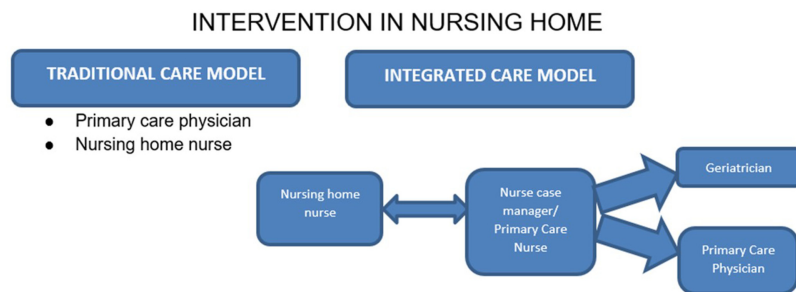 INTERVENTION IN NURSING HOME
TRADITIONAL CARE MODEL
INTEGRATED CARE MODEL
● Primary care physician
● Nursing home nurse
Nursing home
nurse
Nurse case
manager/
Primary Care
Nurse
Geriatrician
Primary Care
Physician